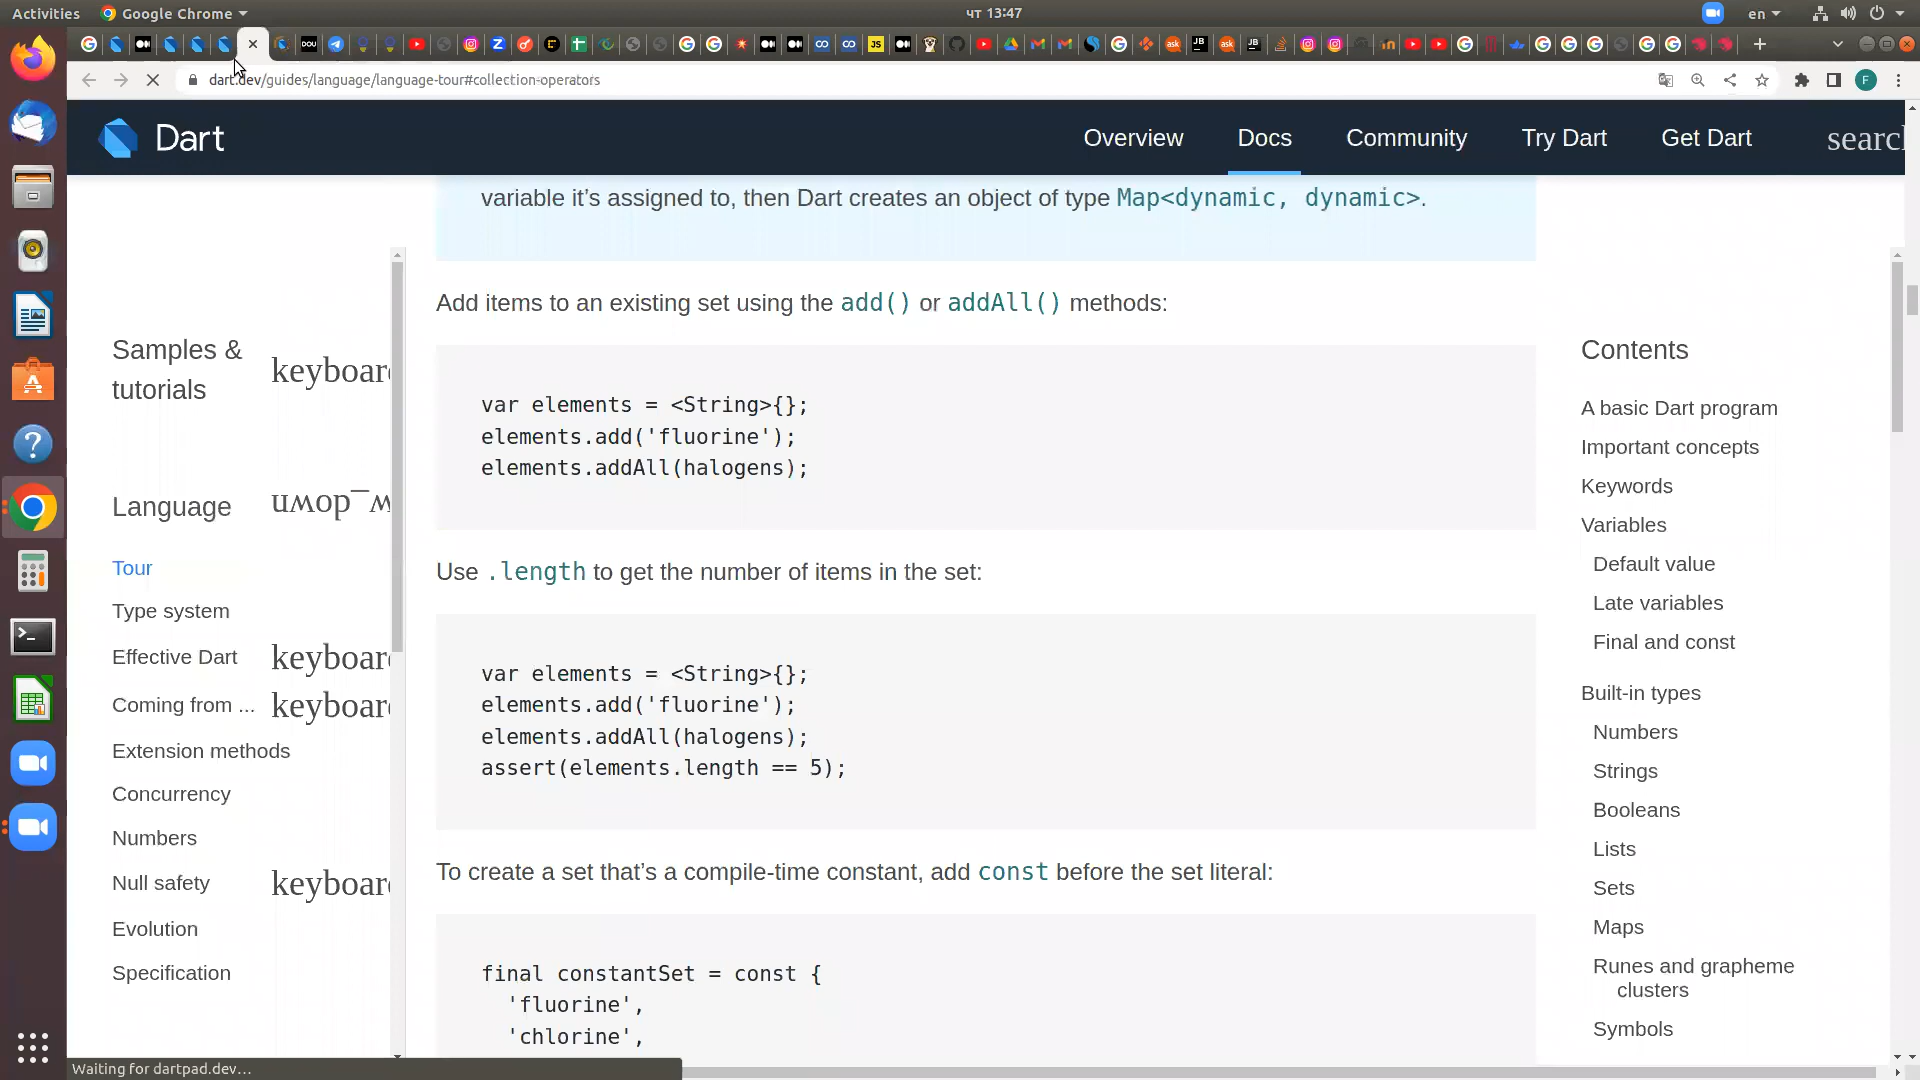 Activities
Google Chrome
чт 13:47
en
dart.dev/guides/language/language-tour#collection-operators
F
Dart
Overview
Docs
Community
Try Dart
Get Dart
searc
variable it’s assigned to, then Dart creates an object of type Map<dynamic, dynamic>.
Add items to an existing set using the add() or addAll() methods:
var elements = <String>{};
elements.add('fluorine');
elements.addAll(halogens);
Use .length to get the number of items in the set:
var elements = <String>{};
elements.add('fluorine');
elements.addAll(halogens);
assert(elements.length == 5);
To create a set that’s a compile-time constant, add const before the set literal:
final constantSet = const {
'fluorine',
'chlorine',
Samples &
tutorials
keyboar
Language
Tour
Type system
Effective Dart
keyboar
Coming from ...
keyboar
Extension methods
Concurrency
Numbers
Null safety
keyboar
Evolution
Specification
Contents
A basic Dart program
Important concepts
Keywords
Variables
Default value
Late variables
Final and const
Built-in types
Numbers
Strings
Booleans
Lists
Sets
Maps
Runes and grapheme
clusters
Symbols
Waiting for dartpad.dev…